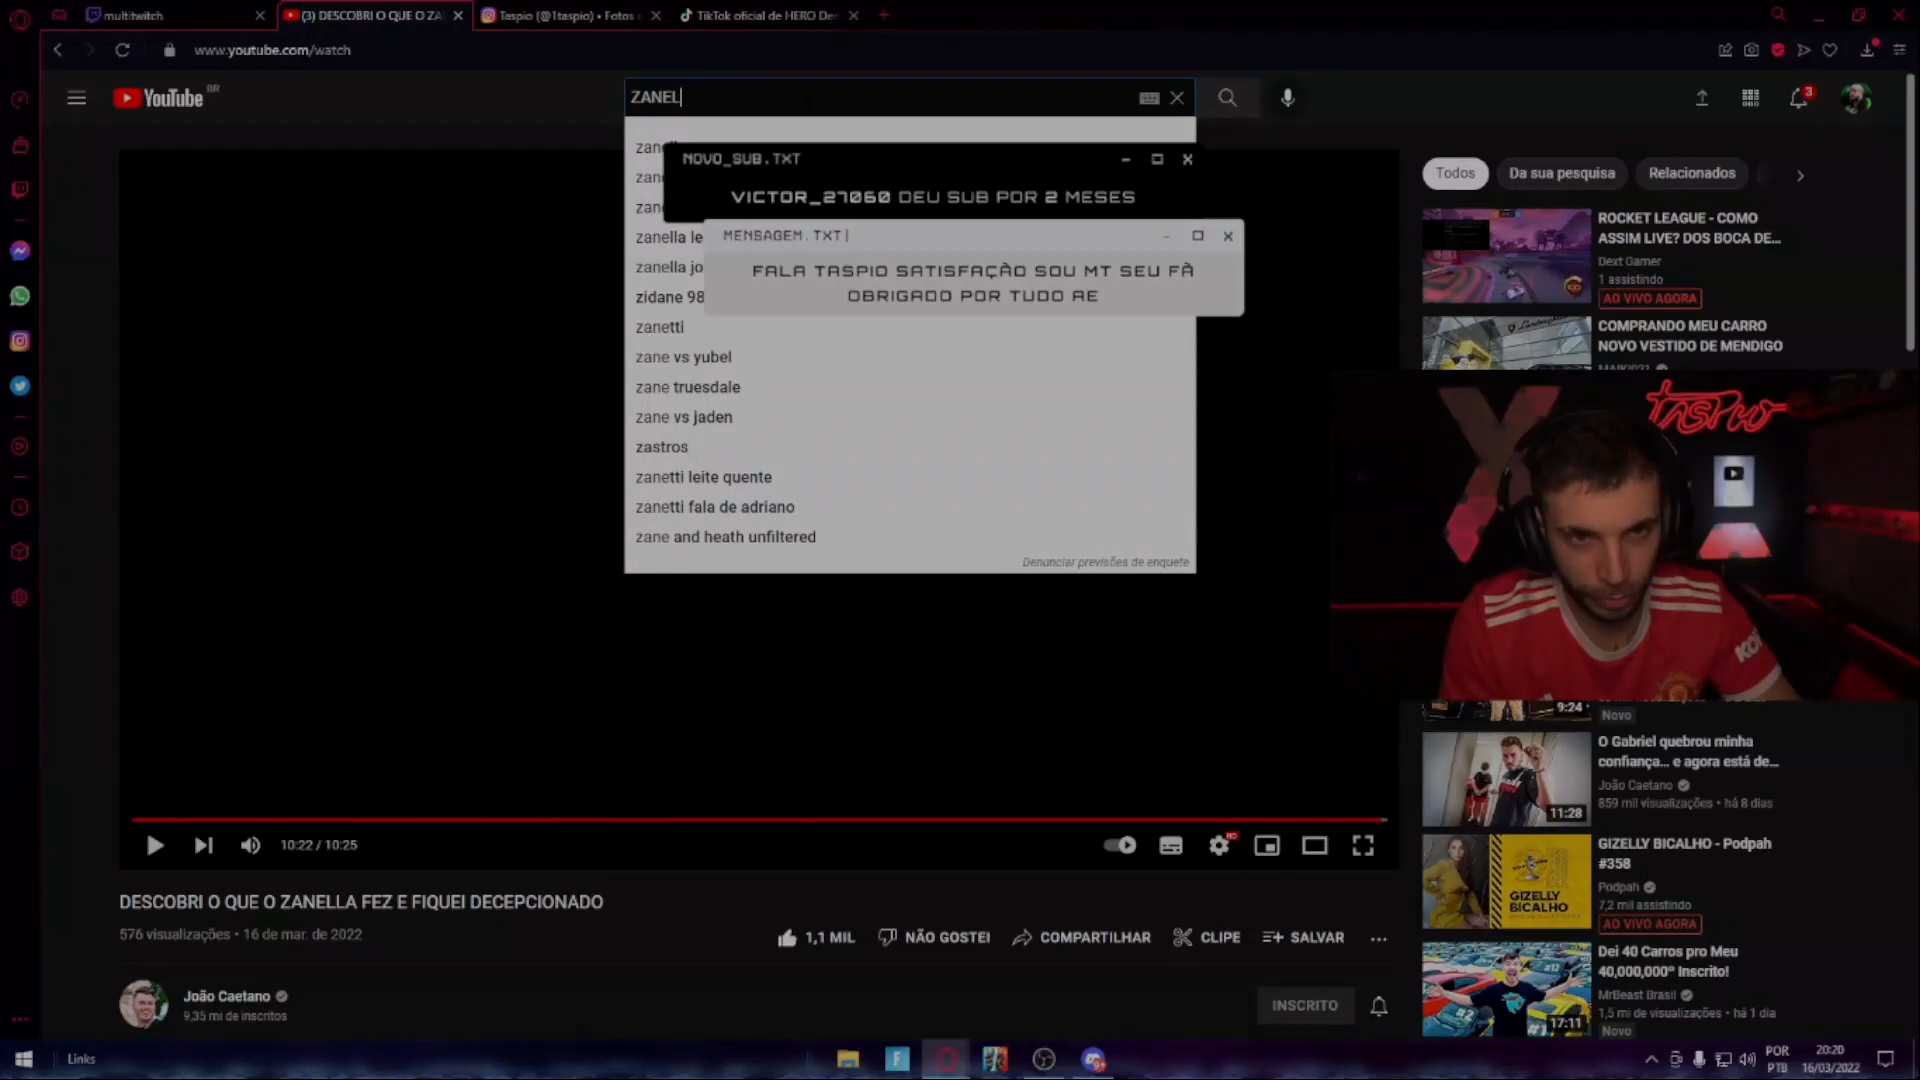 multitwitch
(3) DESCOBRI O QUE O ZA
Taspio (@1taspio) • Fotos
TikTok oficial de HERO De
www.youtube.com/watch
YouTube BR
ZANEL
3
zanella le
zanella jo
zidane 98
zanetti
zane vs yubel
zane truesdale
zane vs jaden
zastros
zanetti leite quente
zanetti fala de adriano
zane and heath unfiltered
Denunciar previsões de enquete
NOVO_SUB.TXT
VICTOR_27060 DEU SUB POR 2 MESES
MENSAGEM.TXT|
FALA TASPIO SATISFAÇÃO SOU MT SEU FÃ
OBRIGADO POR TUDO AE
Todos
Da sua pesquisa
Relacionados
ROCKET LEAGUE - COMO
ASSIM LIVE? DOS BOCA DE...
Dext Gamer
1 assistindo
AO VIVO AGORA
COMPRANDO MEU CARRO
NOVO VESTIDO DE MENDIGO
taspio
9:24
Novo
O Gabriel quebrou minha
confiança... e agora está de...
João Caetano
859 mil visualizações • há 8 dias
11:28
GIZELLY BICALHO - Podpah
#358
Podpah
7,2 mil assistindo
AO VIVO AGORA
GIZELLY
BICALHO
Dei 40 Carros pro Meu
40,000,000º Inscrito!
MrBeast Brasil
1,5 mi de visualizações • há 1 dia
Novo
17:11
10:22 / 10:25
HD
DESCOBRI O QUE O ZANELLA FEZ E FIQUEI DECEPCIONADO
576 visualizações • 16 de mar. de 2022
1,1 MIL
NÃO GOSTEI
COMPARTILHAR
CLIPE
SALVAR
João Caetano
9,35 mi de inscritos
INSCRITO
Links
POR
PTB
20:20
16/03/2022